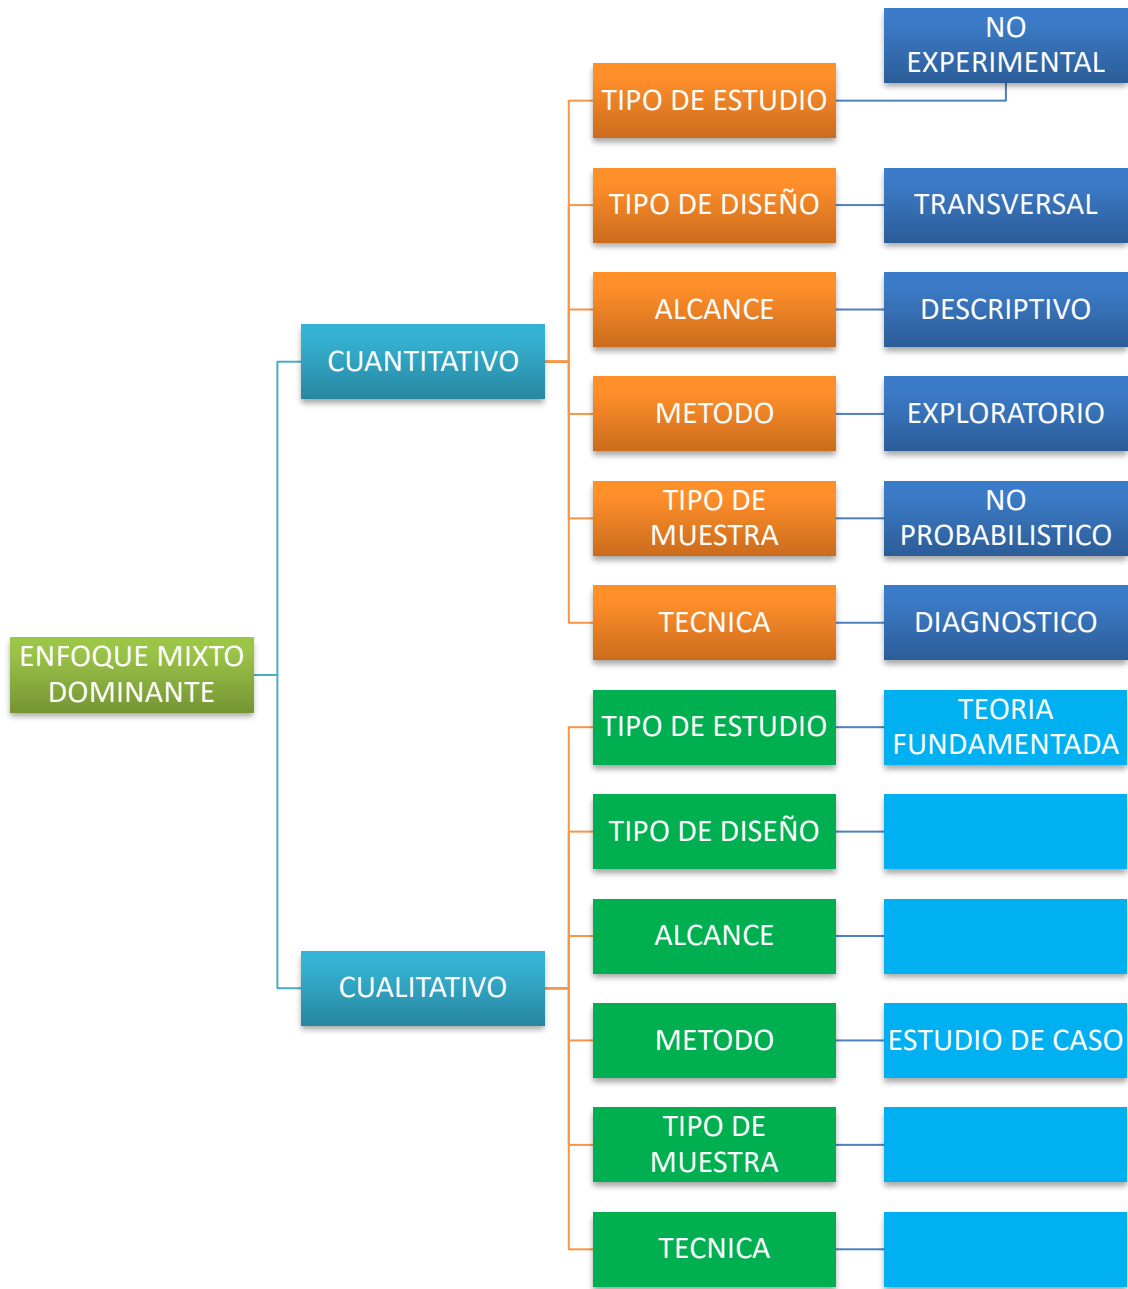 NO
EXPERIMENTAL
TIPO DE ESTUDIO
TIPO DE DISEÑO
TRANSVERSAL
ALCANCE
DESCRIPTIVO
CUANTITATIVO
METODO
EXPLORATORIO
TIPO DE
MUESTRA
NO
PROBABILISTICO
TECNICA
DIAGNOSTICO
ENFOQUE MIXTO
DOMINANTE
TIPO DE ESTUDIO
TEORIA
FUNDAMENTADA
TIPO DE DISEÑO
ALCANCE
CUALITATIVO
METODO
ESTUDIO DE CASO
TIPO DE
MUESTRA
TECNICA